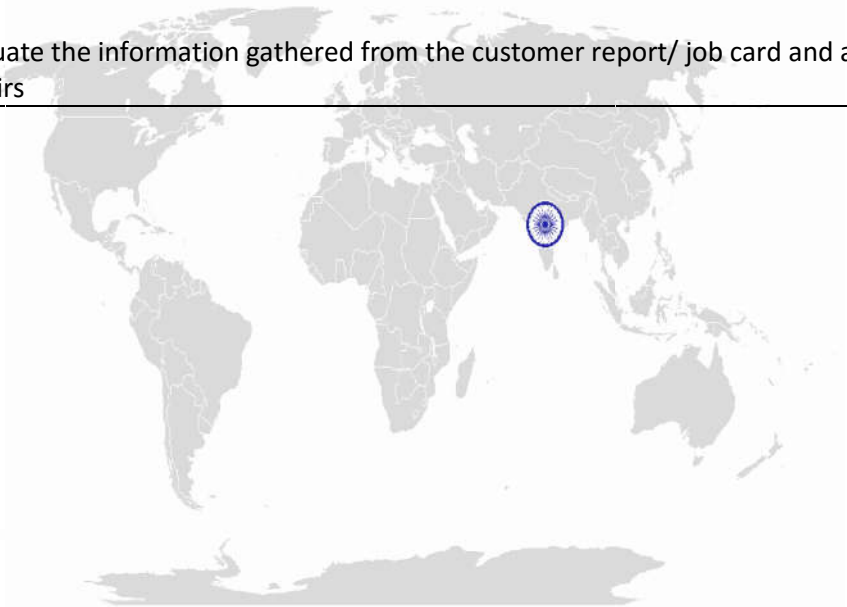 uate the information gathered from the customer report/ job card and a
irs